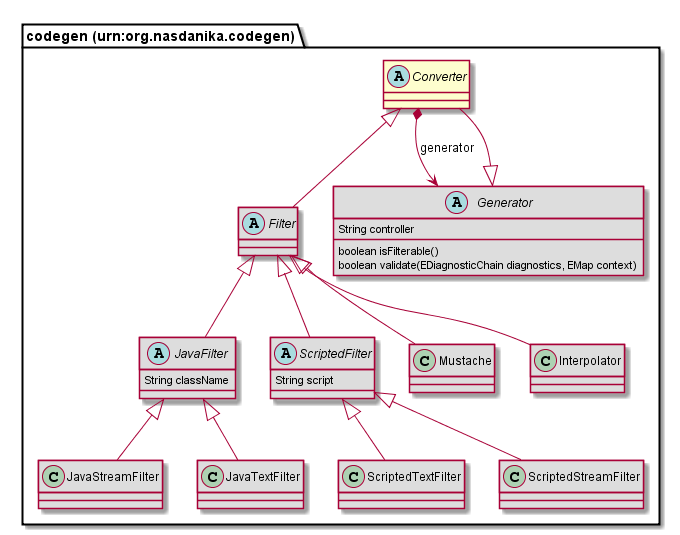 codegen (urn:org.nasdanika.codegen)
A Converter
generator
A Generator
String controller
boolean isFilterable()
boolean validate(EDiagnosticChain diagnostics, EMap context)
A Filter
A JavaFilter
String className
A ScriptedFilter
String script
C Mustache
C Interpolator
C JavaStreamFilter
C JavaTextFilter
C ScriptedTextFilter
C ScriptedStreamFilter